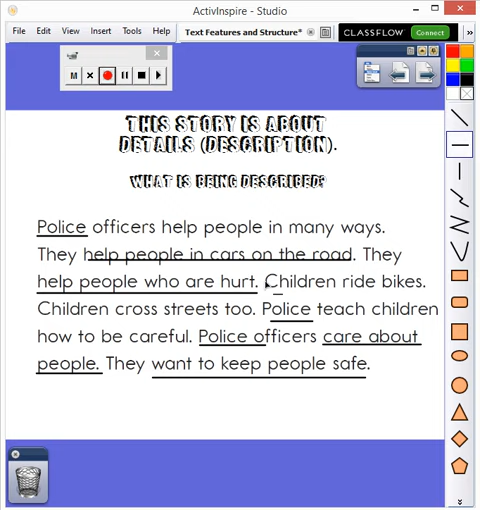 ActivInspire - Studio
File Edit View Insert Tools Help Text Features and Structure* CLASSFLOW Connect »
M
THIS STORY IS ABOUT
DETAILS (DESCRIPTION).
WHAT IS BEING DESCRIBED?
Police officers help people in many ways.
They help people in cars on the road. They
help people who are hurt. Children ride bikes.
Children cross streets too. Police teach children
how to be careful. Police officers care about
people. They want to keep people safe.